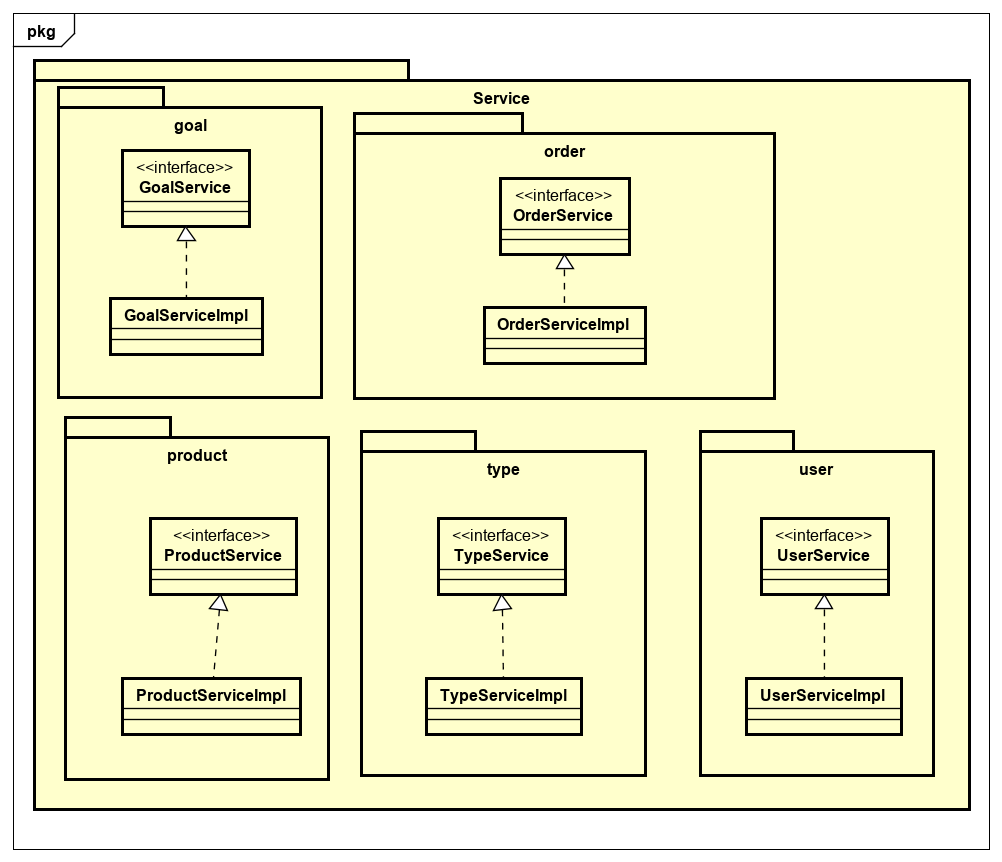 pkg
Service
goal
<<interface>>
GoalService
GoalServiceImpl
order
<<interface>>
OrderService
OrderServiceImpl
product
<<interface>>
ProductService
ProductServiceImpl
type
<<interface>>
TypeService
TypeServiceImpl
user
<<interface>>
UserService
UserServiceImpl